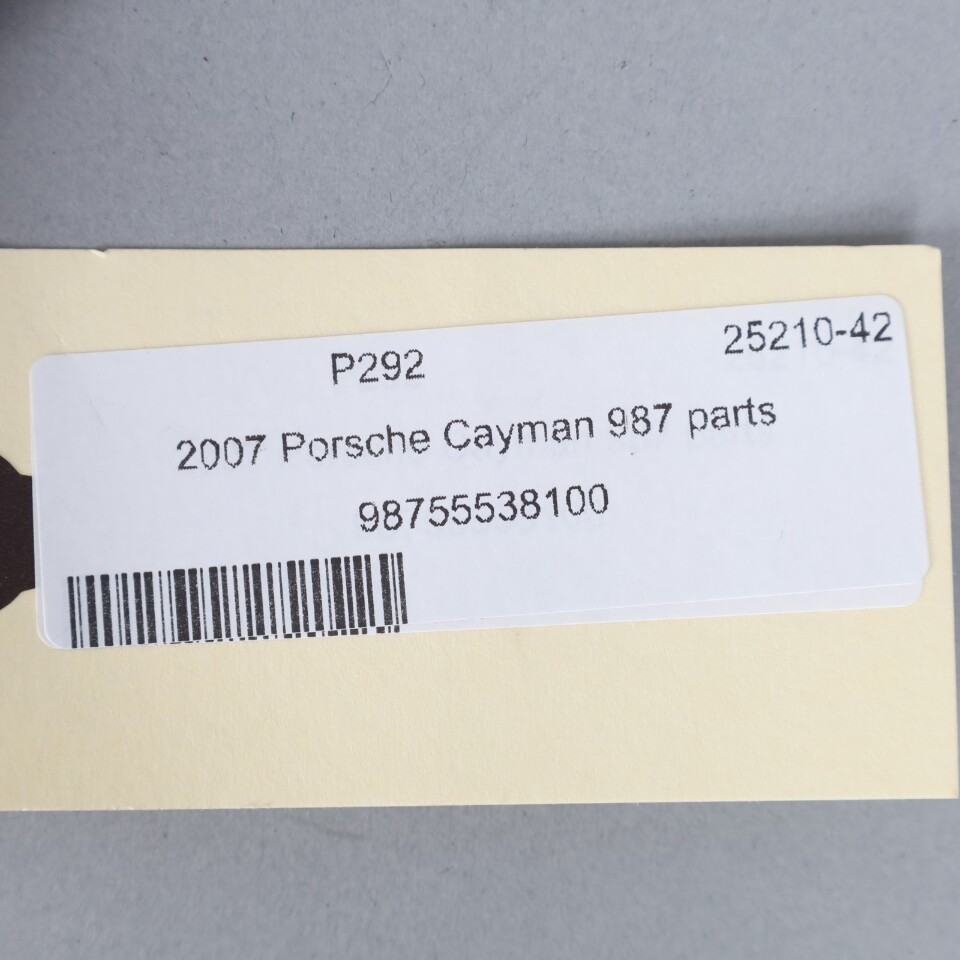 P292 25210-42
2007 Porsche Cayman 987 parts
98755538100